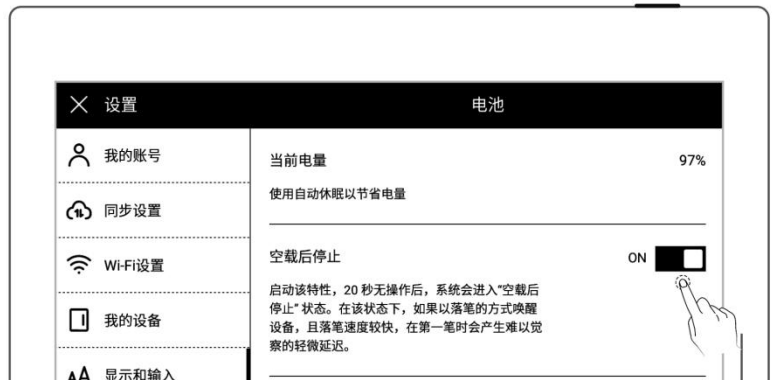 设置
电池
我的账号
同步设置
Wi-Fi设置
我的设备
显示和输入
当前电量
97%
使用自动休眠以节省电量
空载后停止
ON
启动该特性，20 秒无操作后，系统会进入"空载后
停止" 状态。在该状态下，如果以落笔的方式唤醒
设备，且落笔速度较快，在第一笔时会产生难以觉
察的轻微延迟。